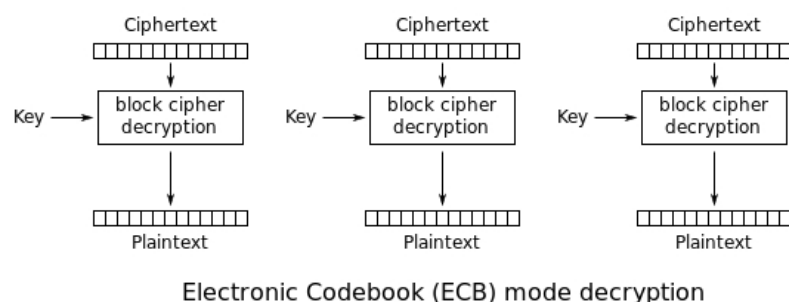 Ciphertext Ciphertext Ciphertext
Key block cipher decryption Key block cipher decryption Key block cipher decryption
Plaintext Plaintext Plaintext
Electronic Codebook (ECB) mode decryption